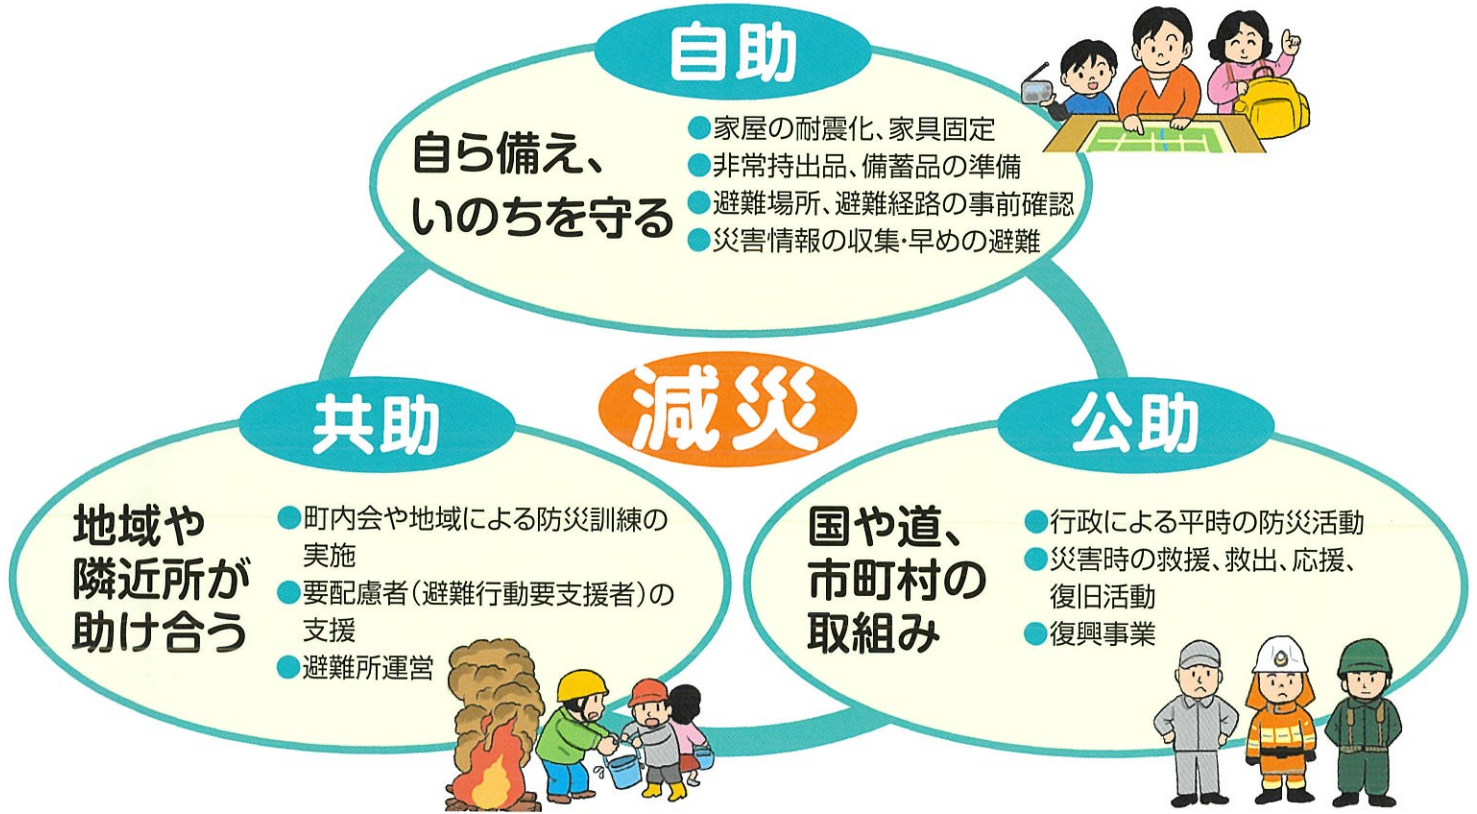 自助
自ら備え、
いのちを守る
●家屋の耐震化、家具固定
●非常持出品、備蓄品の準備
●避難場所、避難経路の事前確認
●災害情報の収集・早めの避難
減災
共助
地域や
隣近所が
助け合う
●町内会や地域による防災訓練の
実施
●要配慮者(避難行動要支援者)の
支援
●避難所運営
公助
国や道、
市町村の
取組み
●行政による平時の防災活動
●災害時の救援、救出、応援、
復旧活動
●復興事業